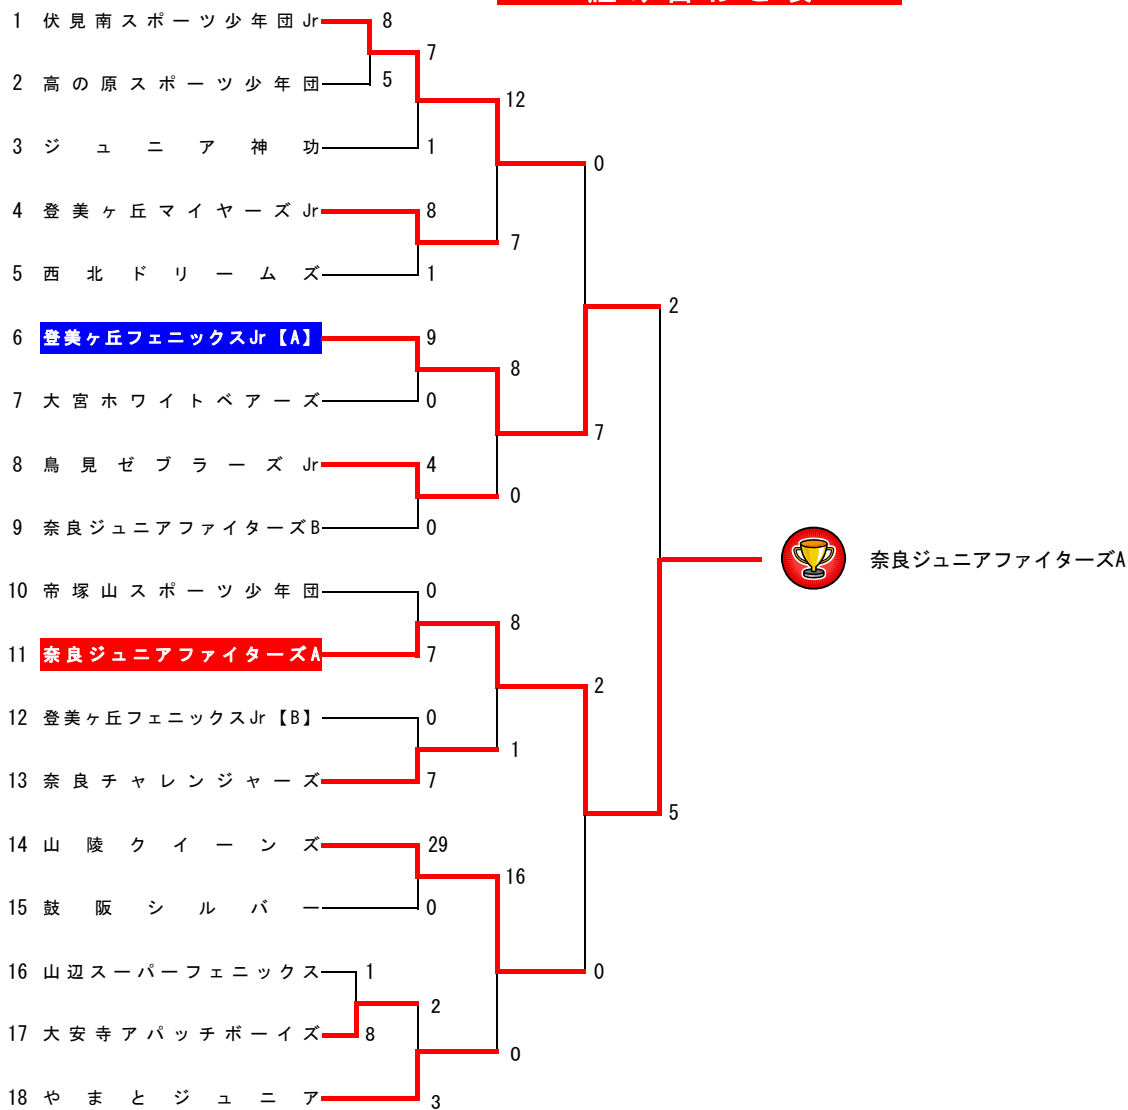 1 伏見南スポーツ少年団Jr 8
7
2 高の原スポーツ少年団 5
12
3 ジュニア神功 1
0
4 登美ヶ丘マイヤーズJr 8
7
5 西北ドリームズ 1
2
6 登美ヶ丘フェニックスJr【A】 9
8
7 大宮ホワイトベアーズ 0
7
8 鳥見ゼブラーズJr 4
0
9 奈良ジュニアファイターズB 0
奈良ジュニアファイターズA
10 帝塚山スポーツ少年団 0
8
11 奈良ジュニアファイターズA 7
2
12 登美ヶ丘フェニックスJr【B】 0
1
13 奈良チャレンジャーズ 7
5
14 山陵クイーンズ 29
16
15 鼓阪シルバー 0
16 山辺スーパーフェニックス 1
0
2
17 大安寺アパッチボーイズ 8
0
18 やまとジュニア 3